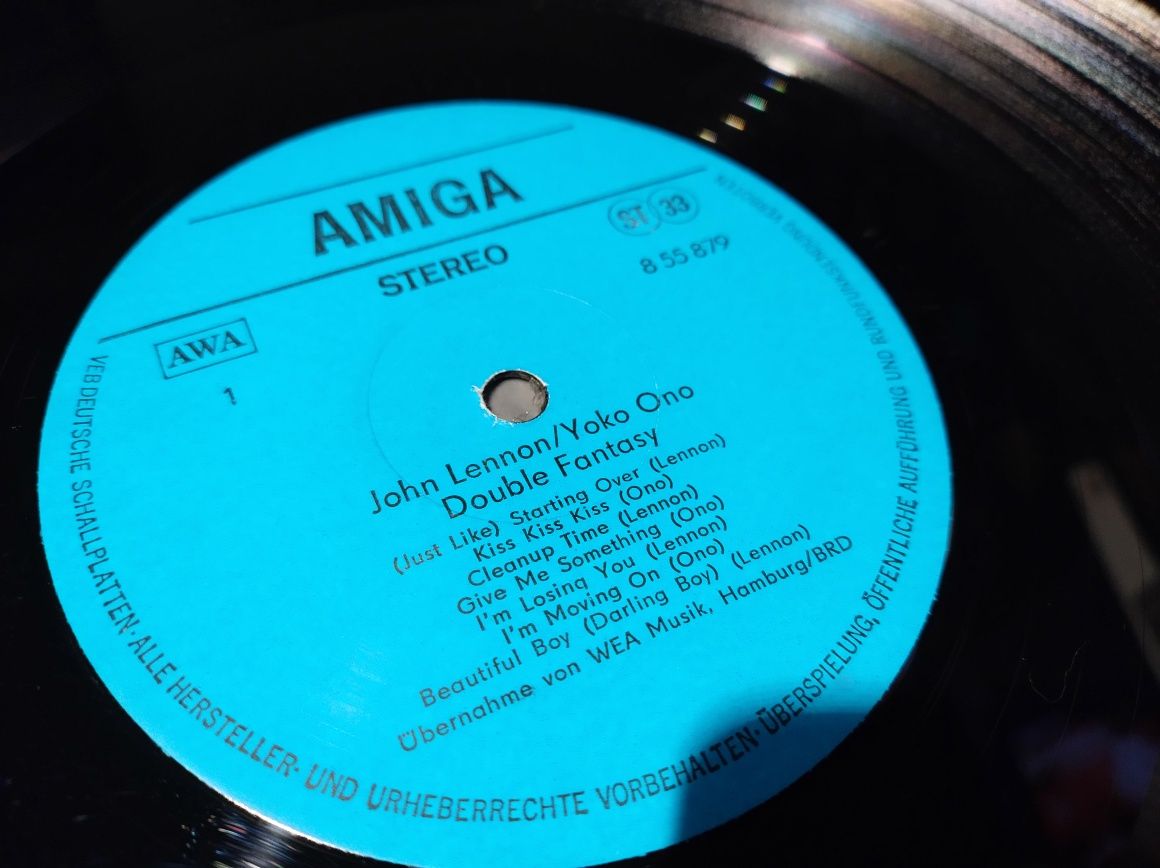 AMIGA
STEREO
ST 33
8 55 879
AWA
1
John Lennon/Yoko Ono
Double Fantasy
(Just Like) Starting Over (Lennon)
Kiss Kiss Kiss (Ono)
Cleanup Time (Lennon)
Give Me Something (Ono)
I'm Losing You (Lennon)
I'm Moving On (Ono)
Beautiful Boy (Darling Boy) (Lennon)
Übernahme von WEA Musik, Hamburg/BRD
VEB DEUTSCHE SCHALLPLATTEN· ALLE HERSTELLER- UND URHEBERRECHTE VORBEHALTEN· ÜBERSPIELUNG, ÖFFENTLICHE AUFFÜHRUNG UND RUNDFUNKSENDUNG VERBOTEN